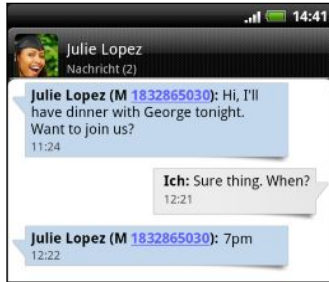 14:41
Julie Lopez
Nachricht (2)
Julie Lopez (M 1832865030): Hi, I'll
have dinner with George tonight.
Want to join us?
11:24
Ich: Sure thing. When?
12:21
Julie Lopez (M 1832865030): 7pm
12:22